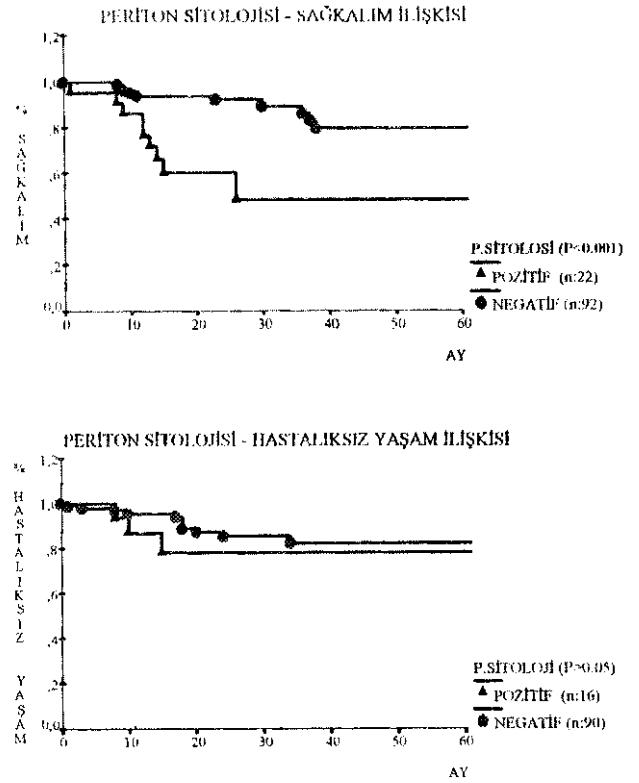 PERİTON SİTOLOJİSİ - SAĞKALIM İLİŞKİSİ
% SAĞKALIM
1,2
1,0
,8
,6
,4
,2
0,0
0 10 20 30 40 50 60
AY
P.SİTOLOSİ (P<0.001)
POZİTİF (n:22)
NEGATİF (n:92)
PERİTON SİTOLOJİSİ - HASTALIKSIZ YAŞAM İLİŞKİSİ
% HASTALIKSIZ YAŞAM
1,2
1,0
,8
,6
,4
,2
0,0
0 10 20 30 40 50 60
AY
P.SİTOLOJİ (P>0.05)
POZİTİF (n:16)
NEGATİF (n:90)